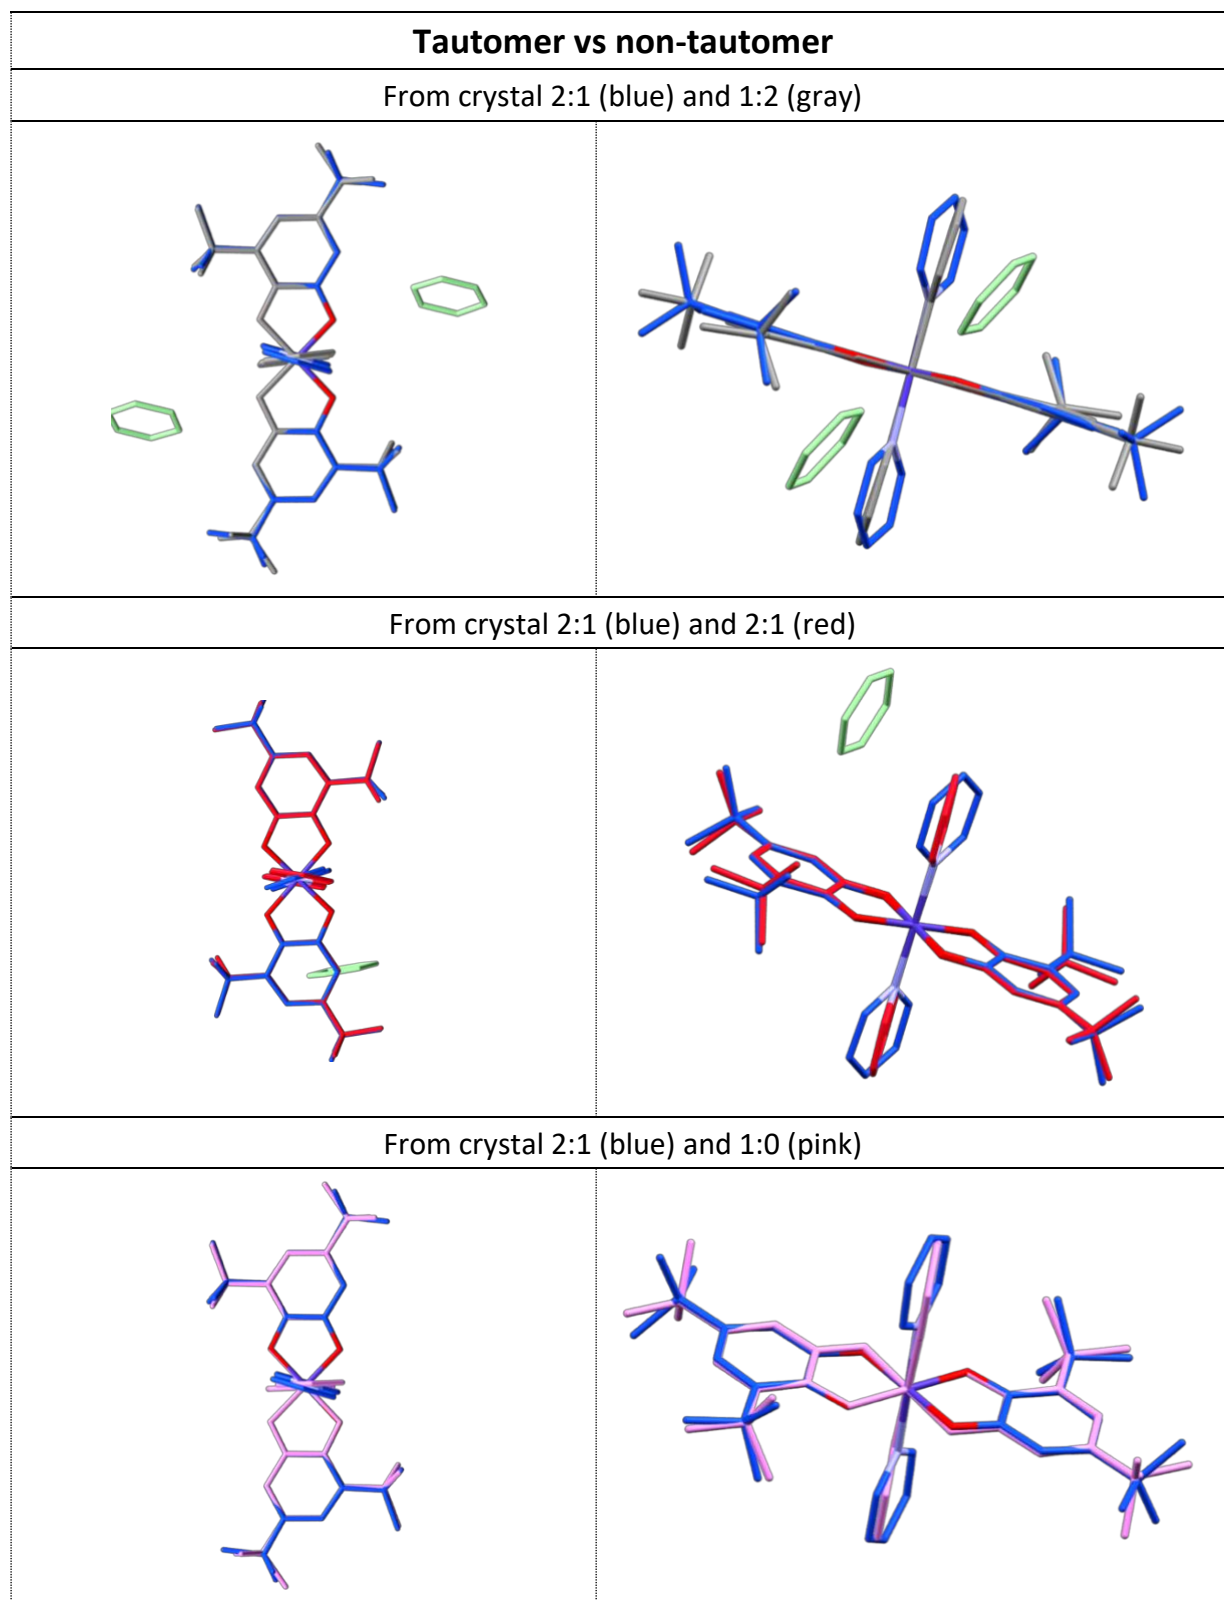 Tautomer vs non-tautomer
From crystal 2:1 (blue) and 1:2 (gray)
From crystal 2:1 (blue) and 2:1 (red)
From crystal 2:1 (blue) and 1:0 (pink)